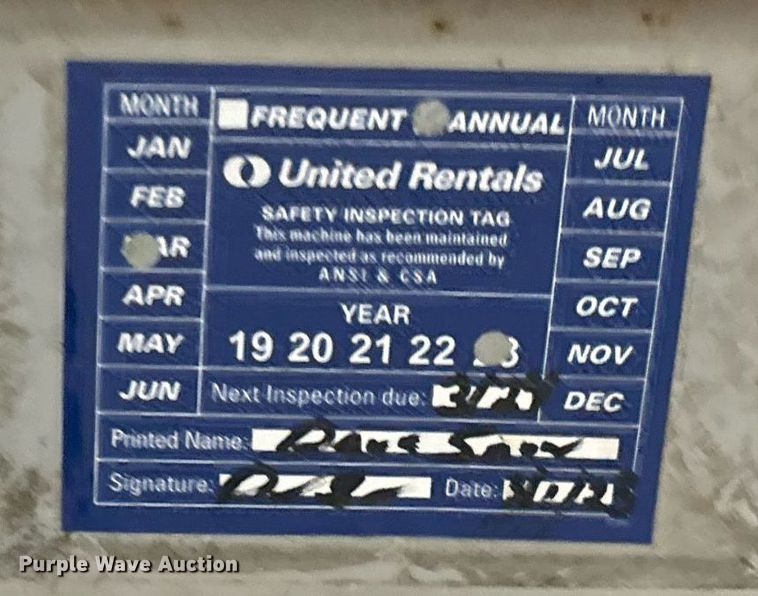 MONTH
FREQUENT ANNUAL
MONTH
JAN
FEB
AR
APR
MAY
JUN
United Rentals
SAFETY INSPECTION TAG
This machine has been maintained
and inspected as recommended by
ANSI & CSA
YEAR
19 20 21 22 3
Next Inspection due:
JUL
AUG
SEP
OCT
NOV
DEC
Printed Name:
Signature:
Date:
Purple Wave Auction